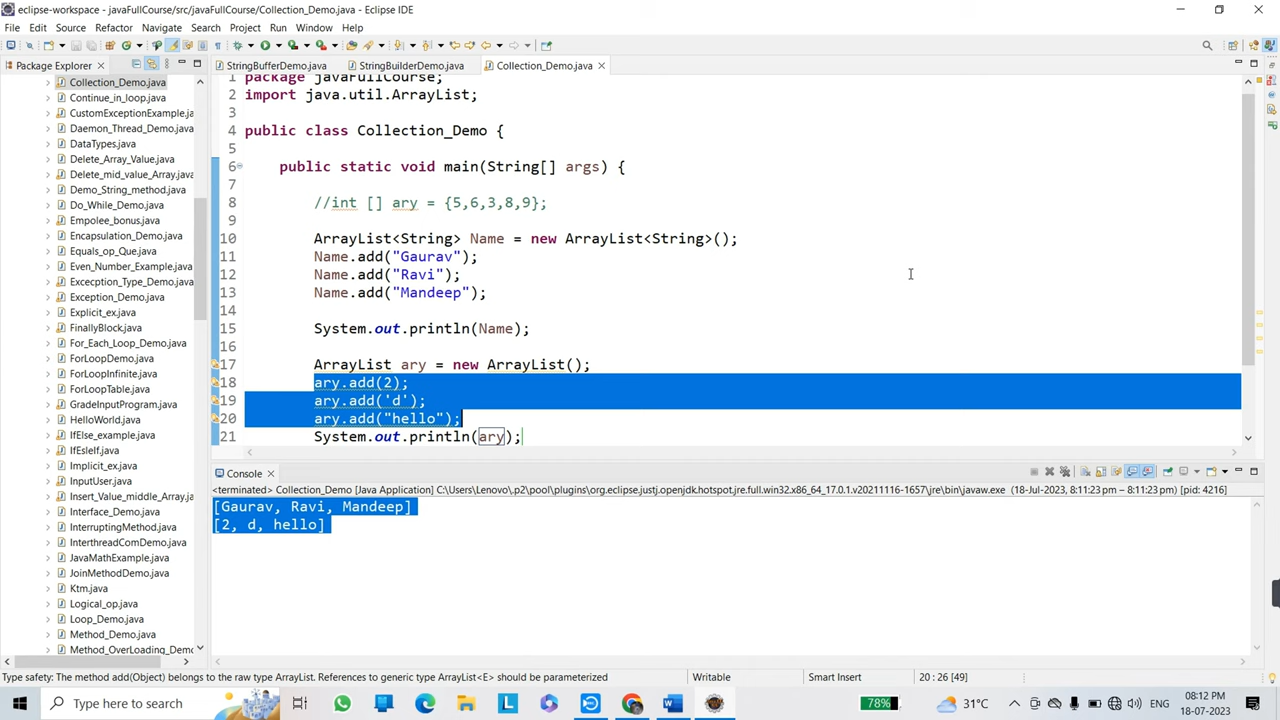 eclipse-workspace - javaFullCourse/src/javaFullCourse/Collection_Demo.java - Eclipse IDE
File Edit Source Refactor Navigate Search Project Run Window Help
Package Explorer
StringBufferDemo.java StringBuilderDemo.java Collection_Demo.java
Collection_Demo.java
Continue_in_loop.java
CustomExceptionExample.ja
Daemon_Thread_Demo.java
DataTypes.java
Delete_Array_Value.java
Delete_mid_value_Array.java
Demo_String_method.java
Do_While_Demo.java
Empolee_bonus.java
Encapsulation_Demo.java
Equals_op_Que.java
Even_Number_Example.java
Excecption_Type_Demo.java
Exception_Demo.java
Explicit_ex.java
FinallyBlock.java
For_Each_Loop_Demo.java
ForLoopDemo.java
ForLoopInfinite.java
ForLoopTable.java
GradeInputProgram.java
HelloWorld.java
IfElse_example.java
IfEslelf.java
Implicit_ex.java
InputUser.java
Insert_Value_middle_Array.java
Interface_Demo.java
InterruptingMethod.java
InterthreadComDemo.java
JavaMathExample.java
JoinMethodDemo.java
Ktm.java
Logical_op.java
Loop_Demo.java
Method_Demo.java
Method_OverLoading_Demo
1 package javaFullCourse;
2 import java.util.ArrayList;
3
4 public class Collection_Demo {
5
6 public static void main(String[] args) {
7
8 //int [] ary = {5,6,3,8,9};
9
10 ArrayList<String> Name = new ArrayList<String>();
11 Name.add("Gaurav");
12 Name.add("Ravi");
13 Name.add("Mandeep");
14
15 System.out.println(Name);
16
17 ArrayList ary = new ArrayList();
18 ary.add(2);
19 ary.add('d');
20 ary.add("hello");
21 System.out.println(ary);
Console
<terminated> Collection_Demo [Java Application] C:\Users\Lenovo\.p2\pool\plugins\org.eclipse.justj.openjdk.hotspot.jre.full.win32.x86_64_17.0.1.v20211116-1657\jre\bin\javaw.exe (18-Jul-2023, 8:11:23 pm – 8:11:23 pm) [pid: 4216]
[Gaurav, Ravi, Mandeep]
[2, d, hello]
Type safety: The method add(Object) belongs to the raw type ArrayList. References to generic type ArrayList<E> should be parameterized Writable Smart Insert 20 : 26 [49]
Type here to search 78% 31°C ENG 08:12 PM
18-07-2023